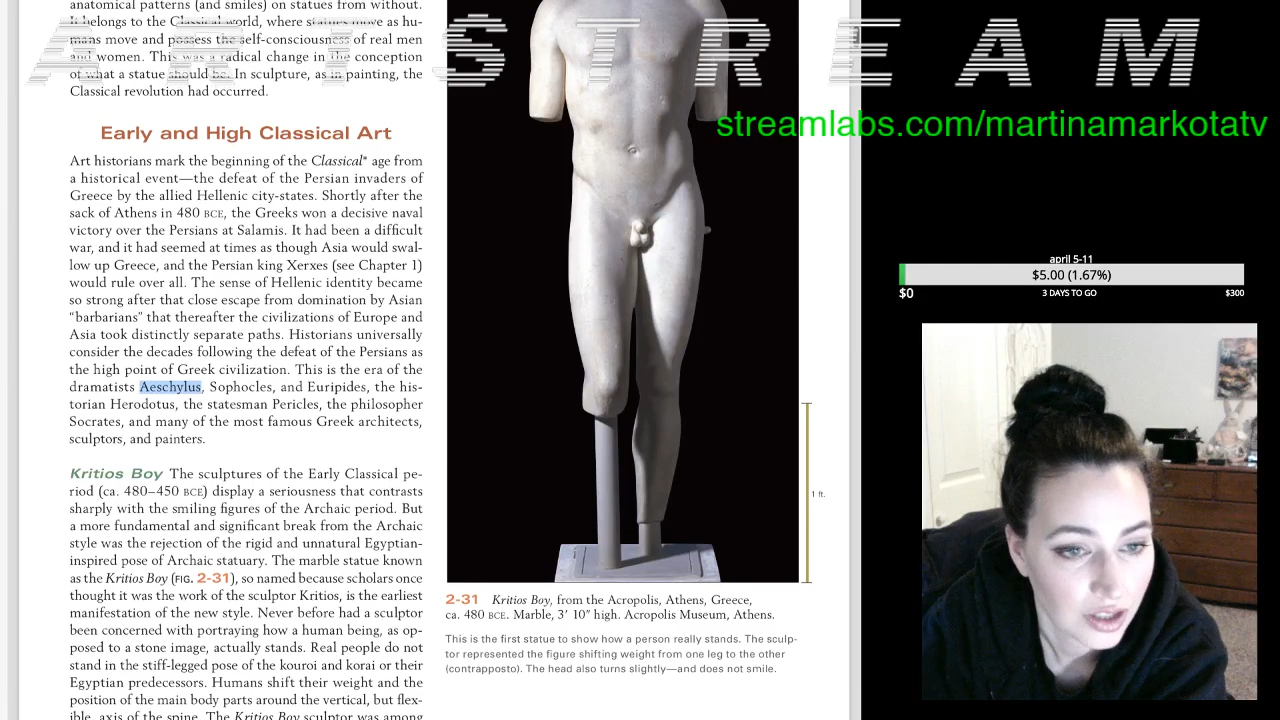 anatomical patterns (and smiles) on statues from without.
It belongs to the Classical world, where statues move as hu-
mans move and possess the self-consciousness of real men
and women. This was a radical change in the conception
of what a statue should be. In sculpture, as in painting, the
Classical revolution had occurred.
ART STREAM
streamlabs.com/martinamarkotatv
Early and High Classical Art
Art historians mark the beginning of the Classical* age from
a historical event—the defeat of the Persian invaders of
Greece by the allied Hellenic city-states. Shortly after the
sack of Athens in 480 BCE, the Greeks won a decisive naval
victory over the Persians at Salamis. It had been a difficult
war, and it had seemed at times as though Asia would swal-
low up Greece, and the Persian king Xerxes (see Chapter 1)
would rule over all. The sense of Hellenic identity became
so strong after that close escape from domination by Asian
“barbarians” that thereafter the civilizations of Europe and
Asia took distinctly separate paths. Historians universally
consider the decades following the defeat of the Persians as
the high point of Greek civilization. This is the era of the
dramatists Aeschylus, Sophocles, and Euripides, the his-
torian Herodotus, the statesman Pericles, the philosopher
Socrates, and many of the most famous Greek architects,
sculptors, and painters.
Kritios Boy The sculptures of the Early Classical pe-
riod (ca. 480–450 BCE) display a seriousness that contrasts
sharply with the smiling figures of the Archaic period. But
a more fundamental and significant break from the Archaic
style was the rejection of the rigid and unnatural Egyptian-
inspired pose of Archaic statuary. The marble statue known
as the Kritios Boy (FIG. 2-31), so named because scholars once
thought it was the work of the sculptor Kritios, is the earliest
manifestation of the new style. Never before had a sculptor
been concerned with portraying how a human being, as op-
posed to a stone image, actually stands. Real people do not
stand in the stiff-legged pose of the kouroi and korai or their
Egyptian predecessors. Humans shift their weight and the
position of the main body parts around the vertical, but flex-
ible, axis of the spine. The Kritios Boy sculptor was among
1 ft.
2-31 Kritios Boy, from the Acropolis, Athens, Greece,
ca. 480 BCE. Marble, 3′ 10″ high. Acropolis Museum, Athens.
This is the first statue to show how a person really stands. The sculp-
tor represented the figure shifting weight from one leg to the other
(contrapposto). The head also turns slightly—and does not smile.
april 5-11
$5.00 (1.67%)
$0 3 DAYS TO GO $300